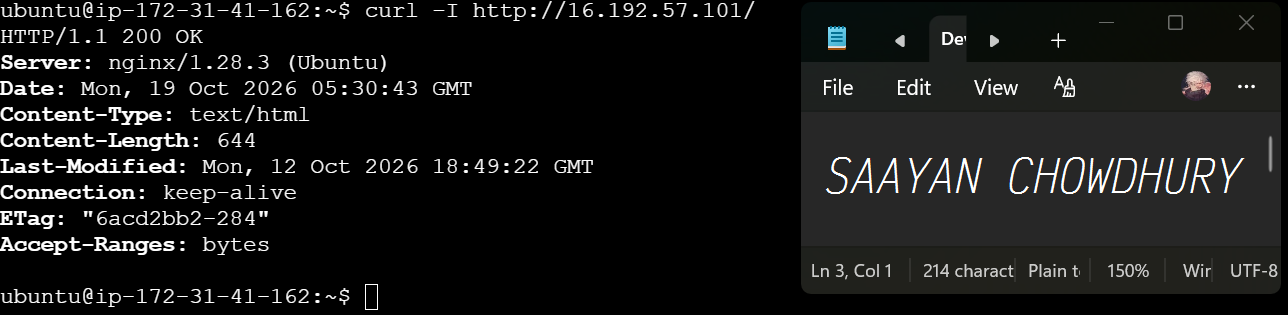 ubuntu@ip-172-31-41-162:~$ curl -I http://16.192.57.101/
HTTP/1.1 200 OK
Server: nginx/1.28.3 (Ubuntu)
Date: Mon, 19 Oct 2026 05:30:43 GMT
Content-Type: text/html
Content-Length: 644
Last-Modified: Mon, 12 Oct 2026 18:49:22 GMT
Connection: keep-alive
ETag: "6acd2bb2-284"
Accept-Ranges: bytes
ubuntu@ip-172-31-41-162:~$
Dev
File Edit View
SAAYAN CHOWDHURY
Ln 3, Col 1 214 charact Plain t 150% Wir UTF-8